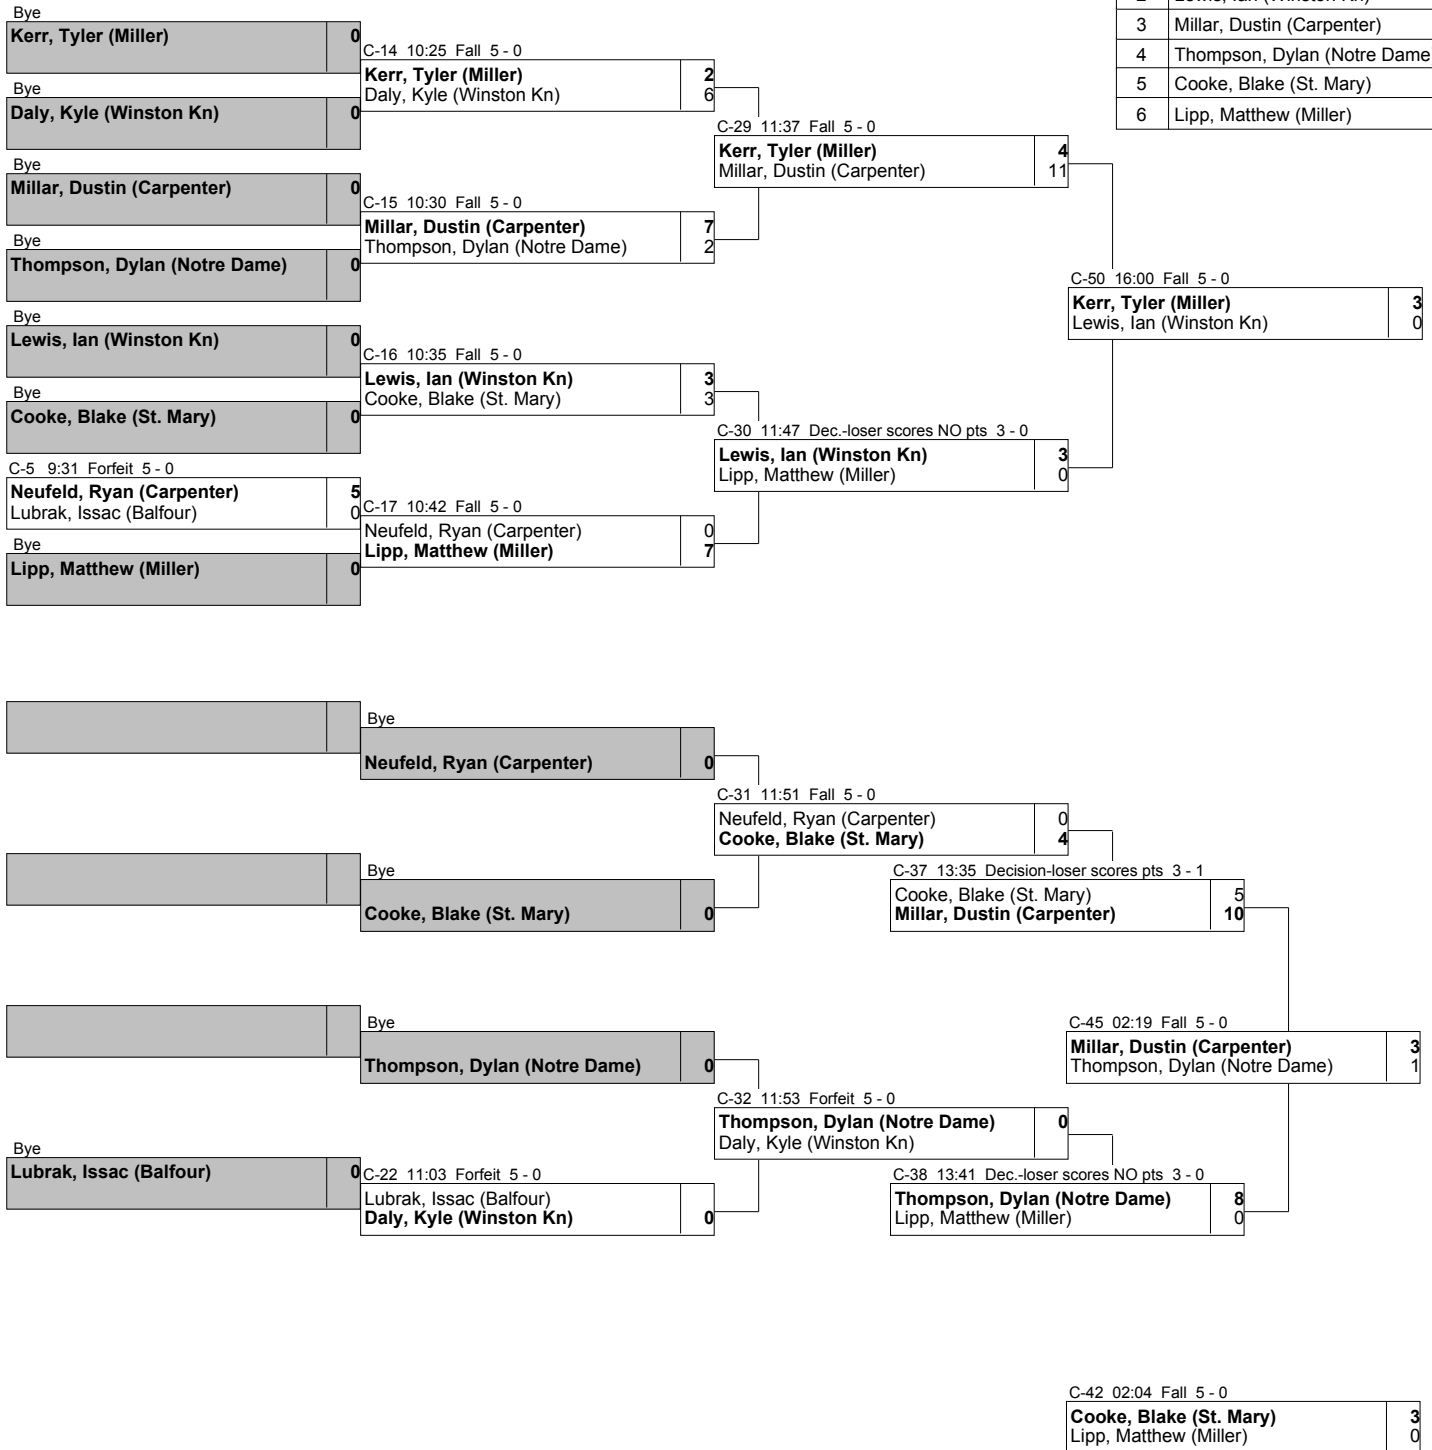 2 Lewis, Ian (Winston Kn)
3 Millar, Dustin (Carpenter)
4 Thompson, Dylan (Notre Dame
5 Cooke, Blake (St. Mary)
6 Lipp, Matthew (Miller)
Bye
Kerr, Tyler (Miller) 0
Bye
Daly, Kyle (Winston Kn) 0
Bye
Millar, Dustin (Carpenter) 0
Bye
Thompson, Dylan (Notre Dame) 0
Bye
Lewis, Ian (Winston Kn) 0
Bye
Cooke, Blake (St. Mary) 0
C-5 9:31 Forfeit 5 - 0
Neufeld, Ryan (Carpenter) 5
Lubrak, Issac (Balfour) 0
Bye
Lipp, Matthew (Miller) 0
C-14 10:25 Fall 5 - 0
Kerr, Tyler (Miller) 2
Daly, Kyle (Winston Kn) 6
C-15 10:30 Fall 5 - 0
Millar, Dustin (Carpenter) 7
Thompson, Dylan (Notre Dame) 2
C-16 10:35 Fall 5 - 0
Lewis, Ian (Winston Kn) 3
Cooke, Blake (St. Mary) 3
C-17 10:42 Fall 5 - 0
Neufeld, Ryan (Carpenter) 0
Lipp, Matthew (Miller) 7
C-29 11:37 Fall 5 - 0
Kerr, Tyler (Miller) 4
Millar, Dustin (Carpenter) 11
C-30 11:47 Dec.-loser scores NO pts 3 - 0
Lewis, Ian (Winston Kn) 3
Lipp, Matthew (Miller) 0
C-50 16:00 Fall 5 - 0
Kerr, Tyler (Miller) 3
Lewis, Ian (Winston Kn) 0
Bye
Neufeld, Ryan (Carpenter) 0
Bye
Cooke, Blake (St. Mary) 0
Bye
Thompson, Dylan (Notre Dame) 0
Bye
Lubrak, Issac (Balfour) 0
C-22 11:03 Forfeit 5 - 0
Lubrak, Issac (Balfour)
Daly, Kyle (Winston Kn) 0
C-31 11:51 Fall 5 - 0
Neufeld, Ryan (Carpenter) 0
Cooke, Blake (St. Mary) 4
C-32 11:53 Forfeit 5 - 0
Thompson, Dylan (Notre Dame) 0
Daly, Kyle (Winston Kn)
C-37 13:35 Decision-loser scores pts 3 - 1
Cooke, Blake (St. Mary) 5
Millar, Dustin (Carpenter) 10
C-38 13:41 Dec.-loser scores NO pts 3 - 0
Thompson, Dylan (Notre Dame) 8
Lipp, Matthew (Miller) 0
C-45 02:19 Fall 5 - 0
Millar, Dustin (Carpenter) 3
Thompson, Dylan (Notre Dame) 1
C-42 02:04 Fall 5 - 0
Cooke, Blake (St. Mary) 3
Lipp, Matthew (Miller) 0